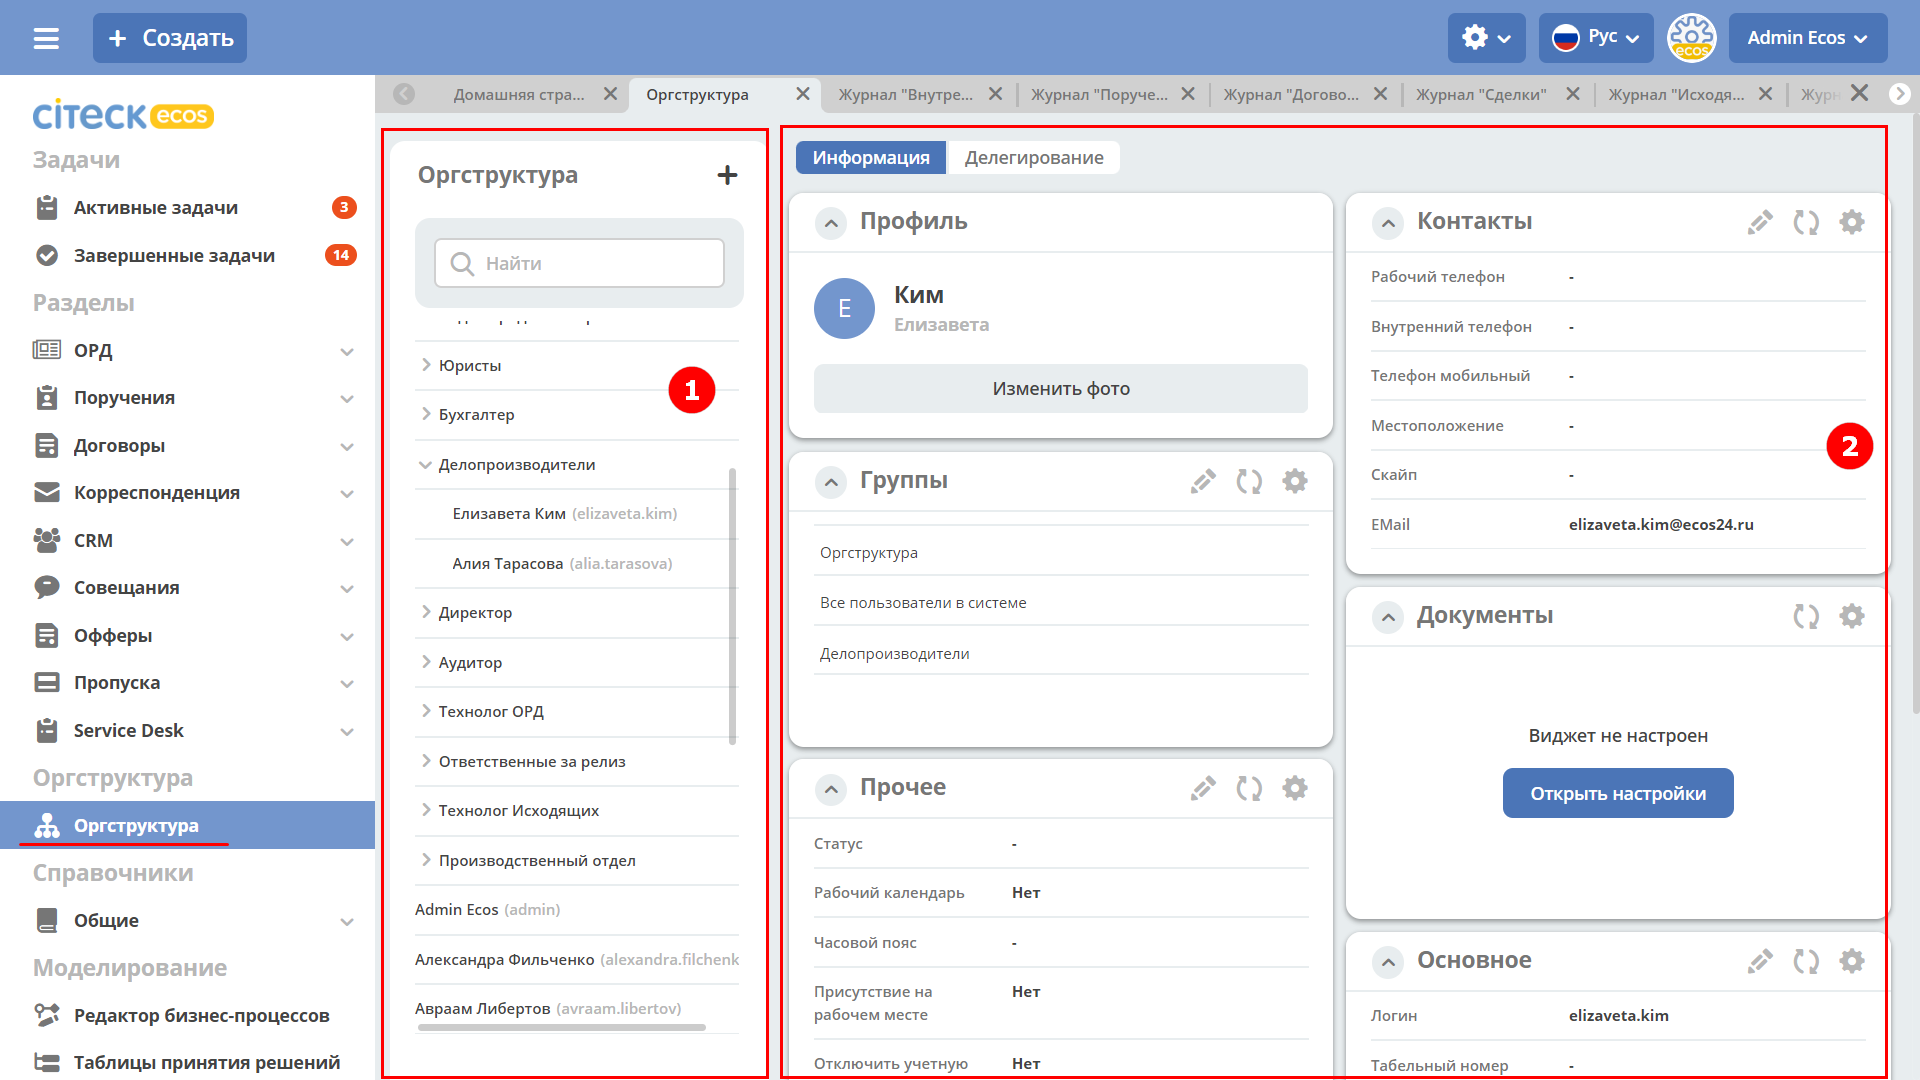 Создать
Рус
ecos
Admin Ecos
citeck ecos
Задачи
Активные задачи 3
Завершенные задачи 14
Разделы
ОРД
Поручения
Договоры
Корреспонденция
CRM
Совещания
Офферы
Пропуска
Service Desk
Оргструктура
Оргструктура
Справочники
Общие
Моделирование
Редактор бизнес-процессов
Таблицы принятия решений
Домашняя стра...
Оргструктура
Журнал "Внутре...
Журнал "Поруче...
Журнал "Догово...
Журнал "Сделки"
Журнал "Исходя...
Оргструктура
Найти
Юристы
1
Бухгалтер
Делопроизводители
Елизавета Ким (elizaveta.kim)
Алия Тарасова (alia.tarasova)
Директор
Аудитор
Технолог ОРД
Ответственные за релиз
Технолог Исходящих
Производственный отдел
Admin Ecos (admin)
Александра Фильченко (alexandra.filchenk
Авраам Либертов (avraam.libertov)
Информация
Делегирование
Профиль
Е
Ким
Елизавета
Изменить фото
Группы
Оргструктура
Все пользователи в системе
Делопроизводители
Прочее
Статус -
Рабочий календарь Нет
Часовой пояс -
Присутствие на Нет
рабочем месте
Отключить учетную Нет
Контакты
Рабочий телефон -
Внутренний телефон -
Телефон мобильный -
Местоположение -
2
Скайп -
EMail elizaveta.kim@ecos24.ru
Документы
Виджет не настроен
Открыть настройки
Основное
Логин elizaveta.kim
Табельный номер -